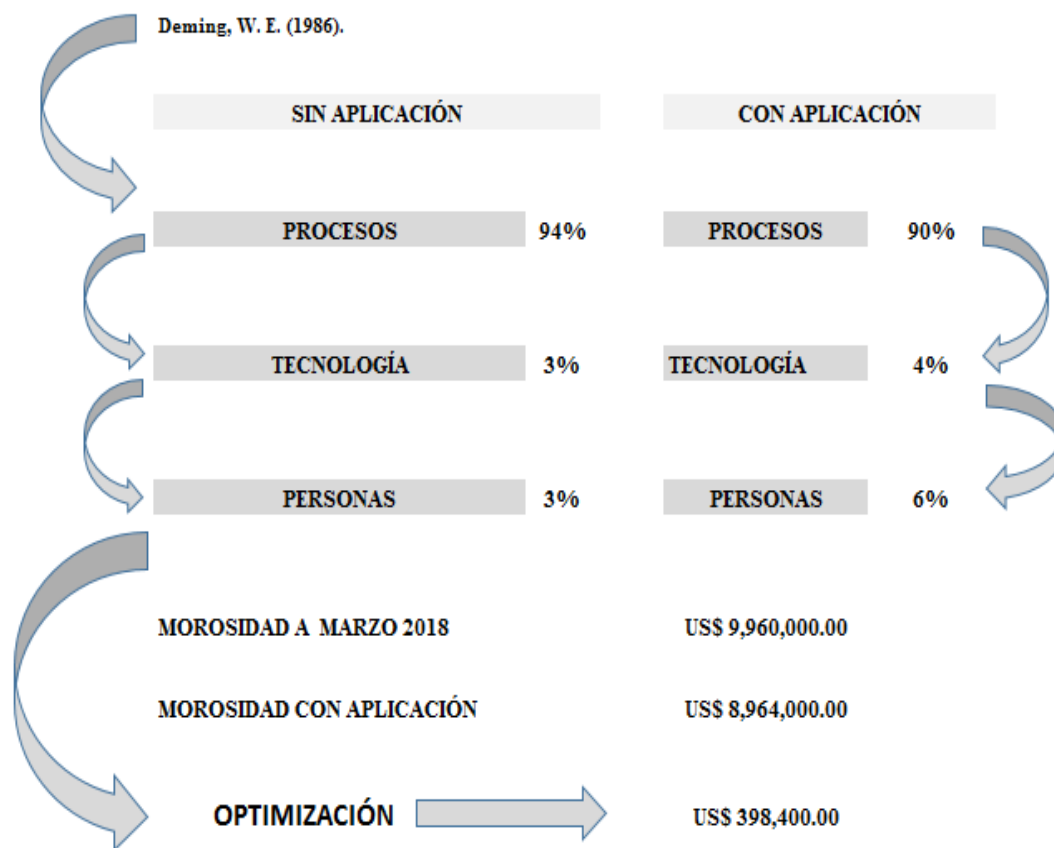 Deming, W. E. (1986).
SIN APLICACIÓN CON APLICACIÓN
PROCESOS 94% PROCESOS 90%
TECNOLOGÍA 3% TECNOLOGÍA 4%
PERSONAS 3% PERSONAS 6%
MOROSIDAD A MARZO 2018 US$ 9,960,000.00
MOROSIDAD CON APLICACIÓN US$ 8,964,000.00
OPTIMIZACIÓN US$ 398,400.00